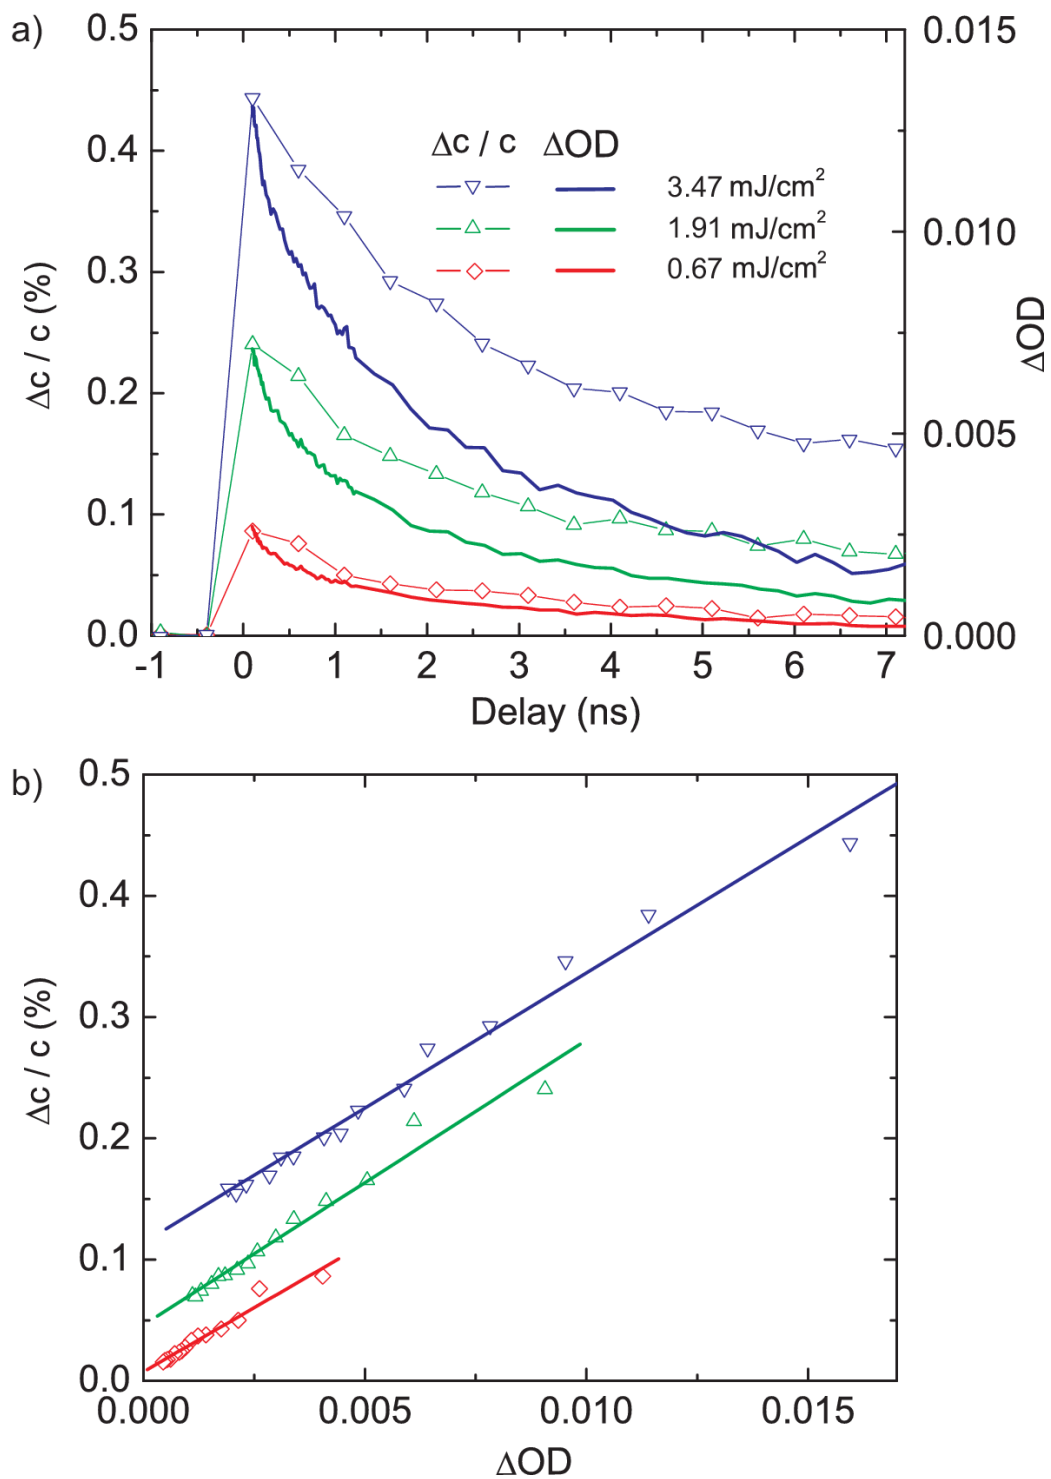 a)
0.5
0.4
0.3
0.2
0.1
0.0
Δc / c (%)
0.015
0.010
0.005
0.000
ΔOD
Δc / c ΔOD
3.47 mJ/cm²
1.91 mJ/cm²
0.67 mJ/cm²
-1 0 1 2 3 4 5 6 7
Delay (ns)
b)
0.5
0.4
0.3
0.2
0.1
0.0
Δc / c (%)
0.000 0.005 0.010 0.015
ΔOD